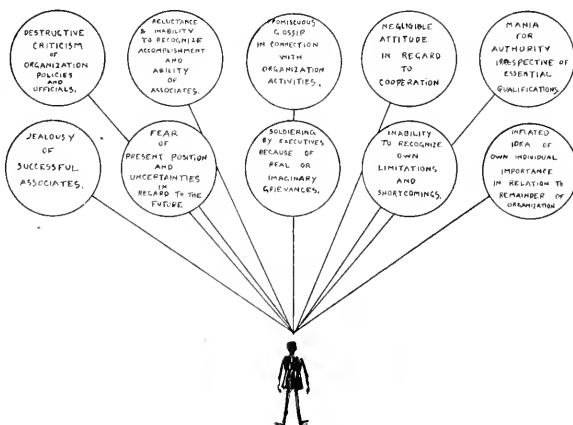 DESTRUCTIVE
CRITICISM
OF
ORGANIZATION
POLICIES
AND
OFFICIALS.
RELUCTANCE
& INABILITY
TO RECOGNIZE
ACCOMPLISHMENT
AND
ABILITY
OF
ASSOCIATES.
PROMISCUOUS
GOSSIP
IN CONNECTION
WITH
ORGANIZATION
ACTIVITIES.
NEGLIGIBLE
ATTITUDE
IN REGARD
TO
COOPERATION
MANIA
FOR
AUTHORITY
IRRESPECTIVE OF
ESSENTIAL
QUALIFICATIONS.
JEALOUSY
OF
SUCCESSFUL
ASSOCIATES.
FEAR
OF
PRESENT POSITION
AND
UNCERTAINTIES
IN
REGARD TO THE
FUTURE
SOLDIERING
BY EXECUTIVES
BECAUSE OF
REAL OR
IMAGINARY
GRIEVANCES.
INABILITY
TO RECOGNIZE
OWN
LIMITATIONS
AND
SHORTCOMINGS.
INFLATED
IDEA OF
OWN INDIVIDUAL
IMPORTANCE
IN RELATION TO
REMAINDER OF
ORGANIZATION